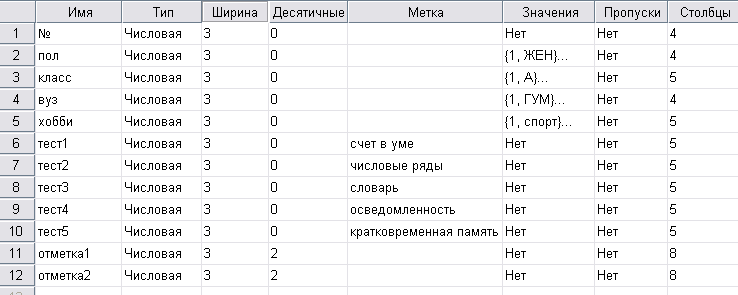 Имя Тип Ширина Десятичные Метка Значения Пропуски Столбцы
1 № Числовая 3 0 Нет Нет 4
2 пол Числовая 3 0 {1, ЖЕН}... Нет 4
3 класс Числовая 3 0 {1, А}... Нет 5
4 вуз Числовая 3 0 {1, ГУМ}... Нет 4
5 хобби Числовая 3 0 {1, спорт}... Нет 5
6 тест1 Числовая 3 0 счет в уме Нет Нет 5
7 тест2 Числовая 3 0 числовые ряды Нет Нет 5
8 тест3 Числовая 3 0 словарь Нет Нет 5
9 тест4 Числовая 3 0 осведомленность Нет Нет 5
10 тест5 Числовая 3 0 кратковременная память Нет Нет 5
11 отметка1 Числовая 3 2 Нет Нет 8
12 отметка2 Числовая 3 2 Нет Нет 8